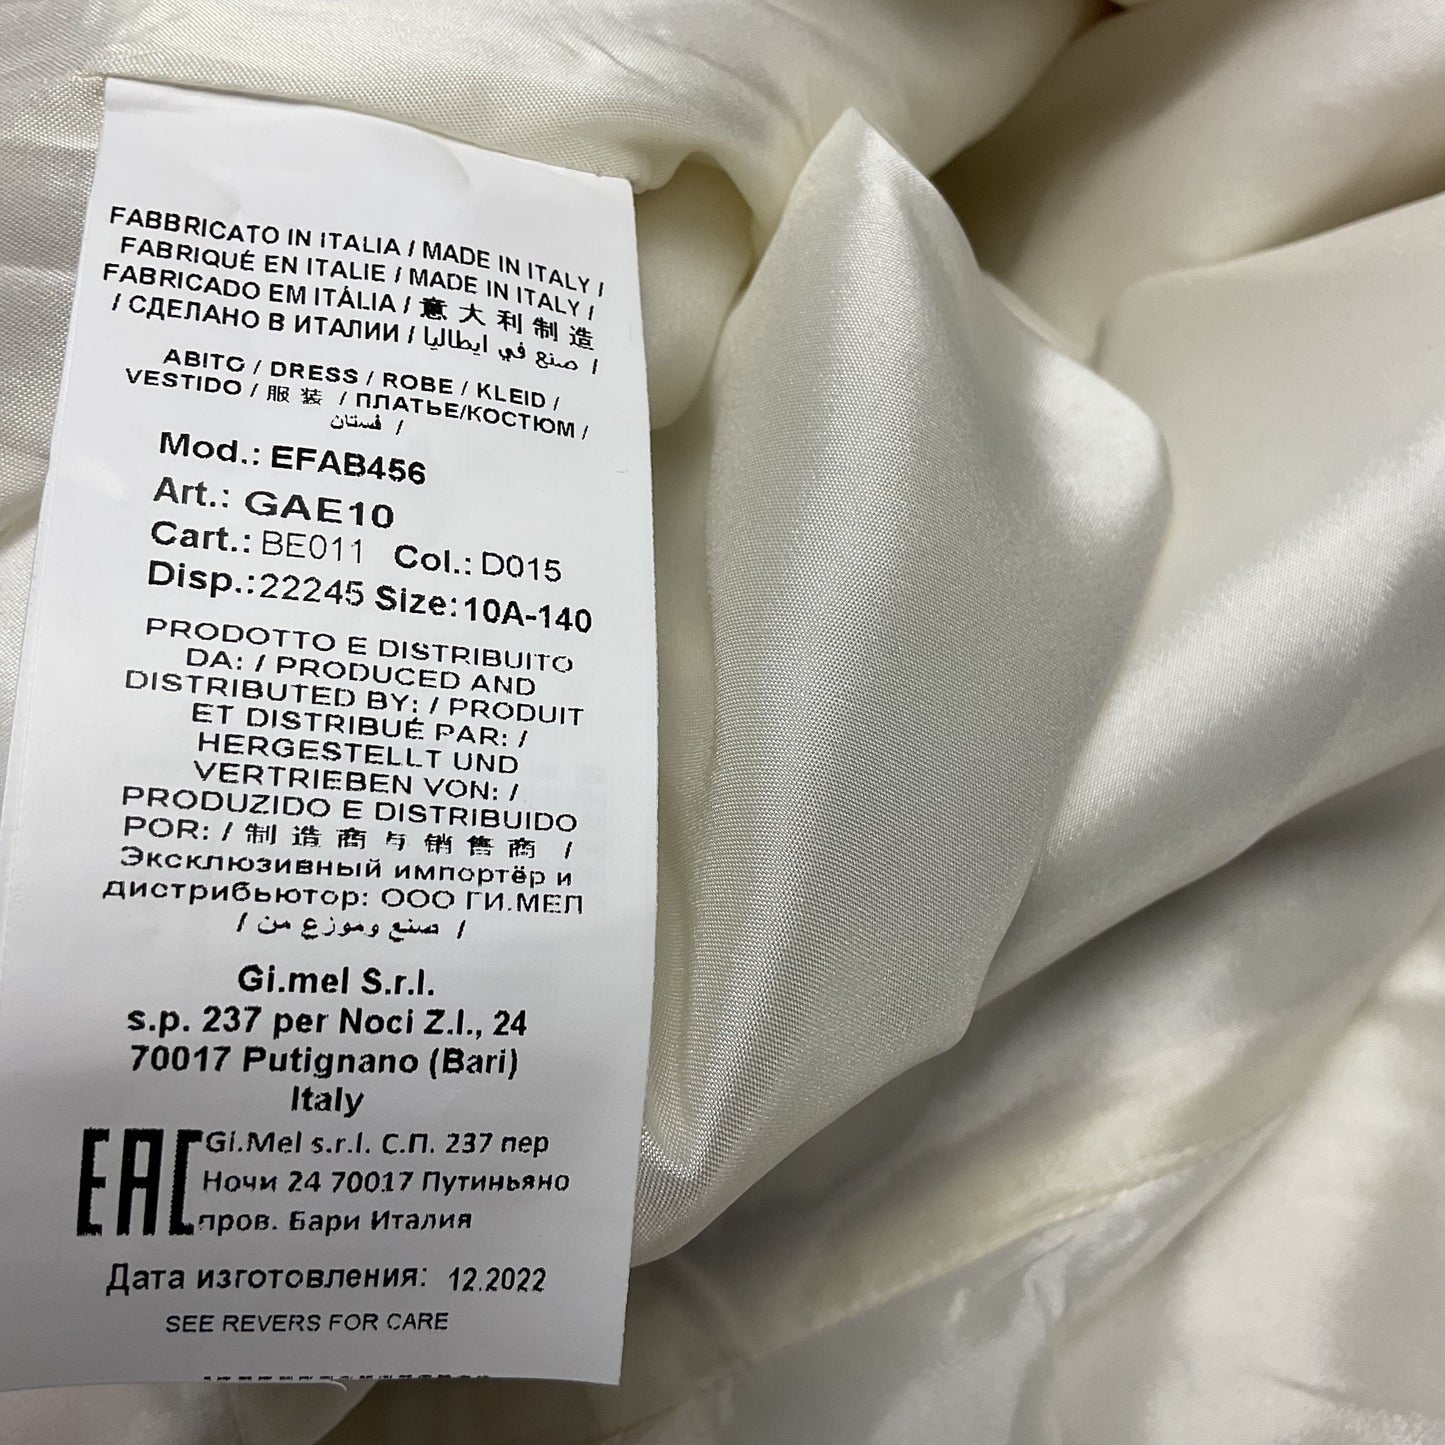 FABBRICATO IN ITALIA / MADE IN ITALY /
FABRIQUÉ EN ITALIE / MADE IN ITALY /
FABRICADO EM ITÁLIA / 意大利制造
/ СДЕЛАНО В ИТАЛИИ / صنع في ايطاليا /
ABITO / DRESS / ROBE / KLEID /
VESTIDO / 服装 / ПЛАТЬЕ/КОСТЮМ /
فستان /
Mod.: EFAB456
Art.: GAE10
Cart.: BE011 Col.: D015
Disp.:22245 Size:10A-140
PRODOTTO E DISTRIBUITO
DA: / PRODUCED AND
DISTRIBUTED BY: / PRODUIT
ET DISTRIBUÉ PAR: /
HERGESTELLT UND
VERTRIEBEN VON: /
PRODUZIDO E DISTRIBUIDO
POR: / 制造商与销售商 /
Эксклюзивный импортёр и
дистрибьютор: ООО ГИ.МЕЛ
/ صنع وموزع من /
Gi.mel S.r.l.
s.p. 237 per Noci Z.I., 24
70017 Putignano (Bari)
Italy
EAC Gi.Mel s.r.l. С.П. 237 пер
Ночи 24 70017 Путиньяно
пров. Бари Италия
Дата изготовления: 12.2022
SEE REVERS FOR CARE